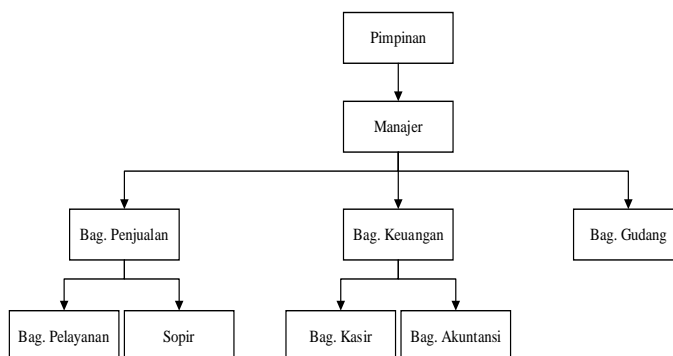 Pimpinan
Manajer
Bag. Penjualan
Bag. Keuangan
Bag. Gudang
Bag. Pelayanan
Sopir
Bag. Kasir
Bag. Akuntansi